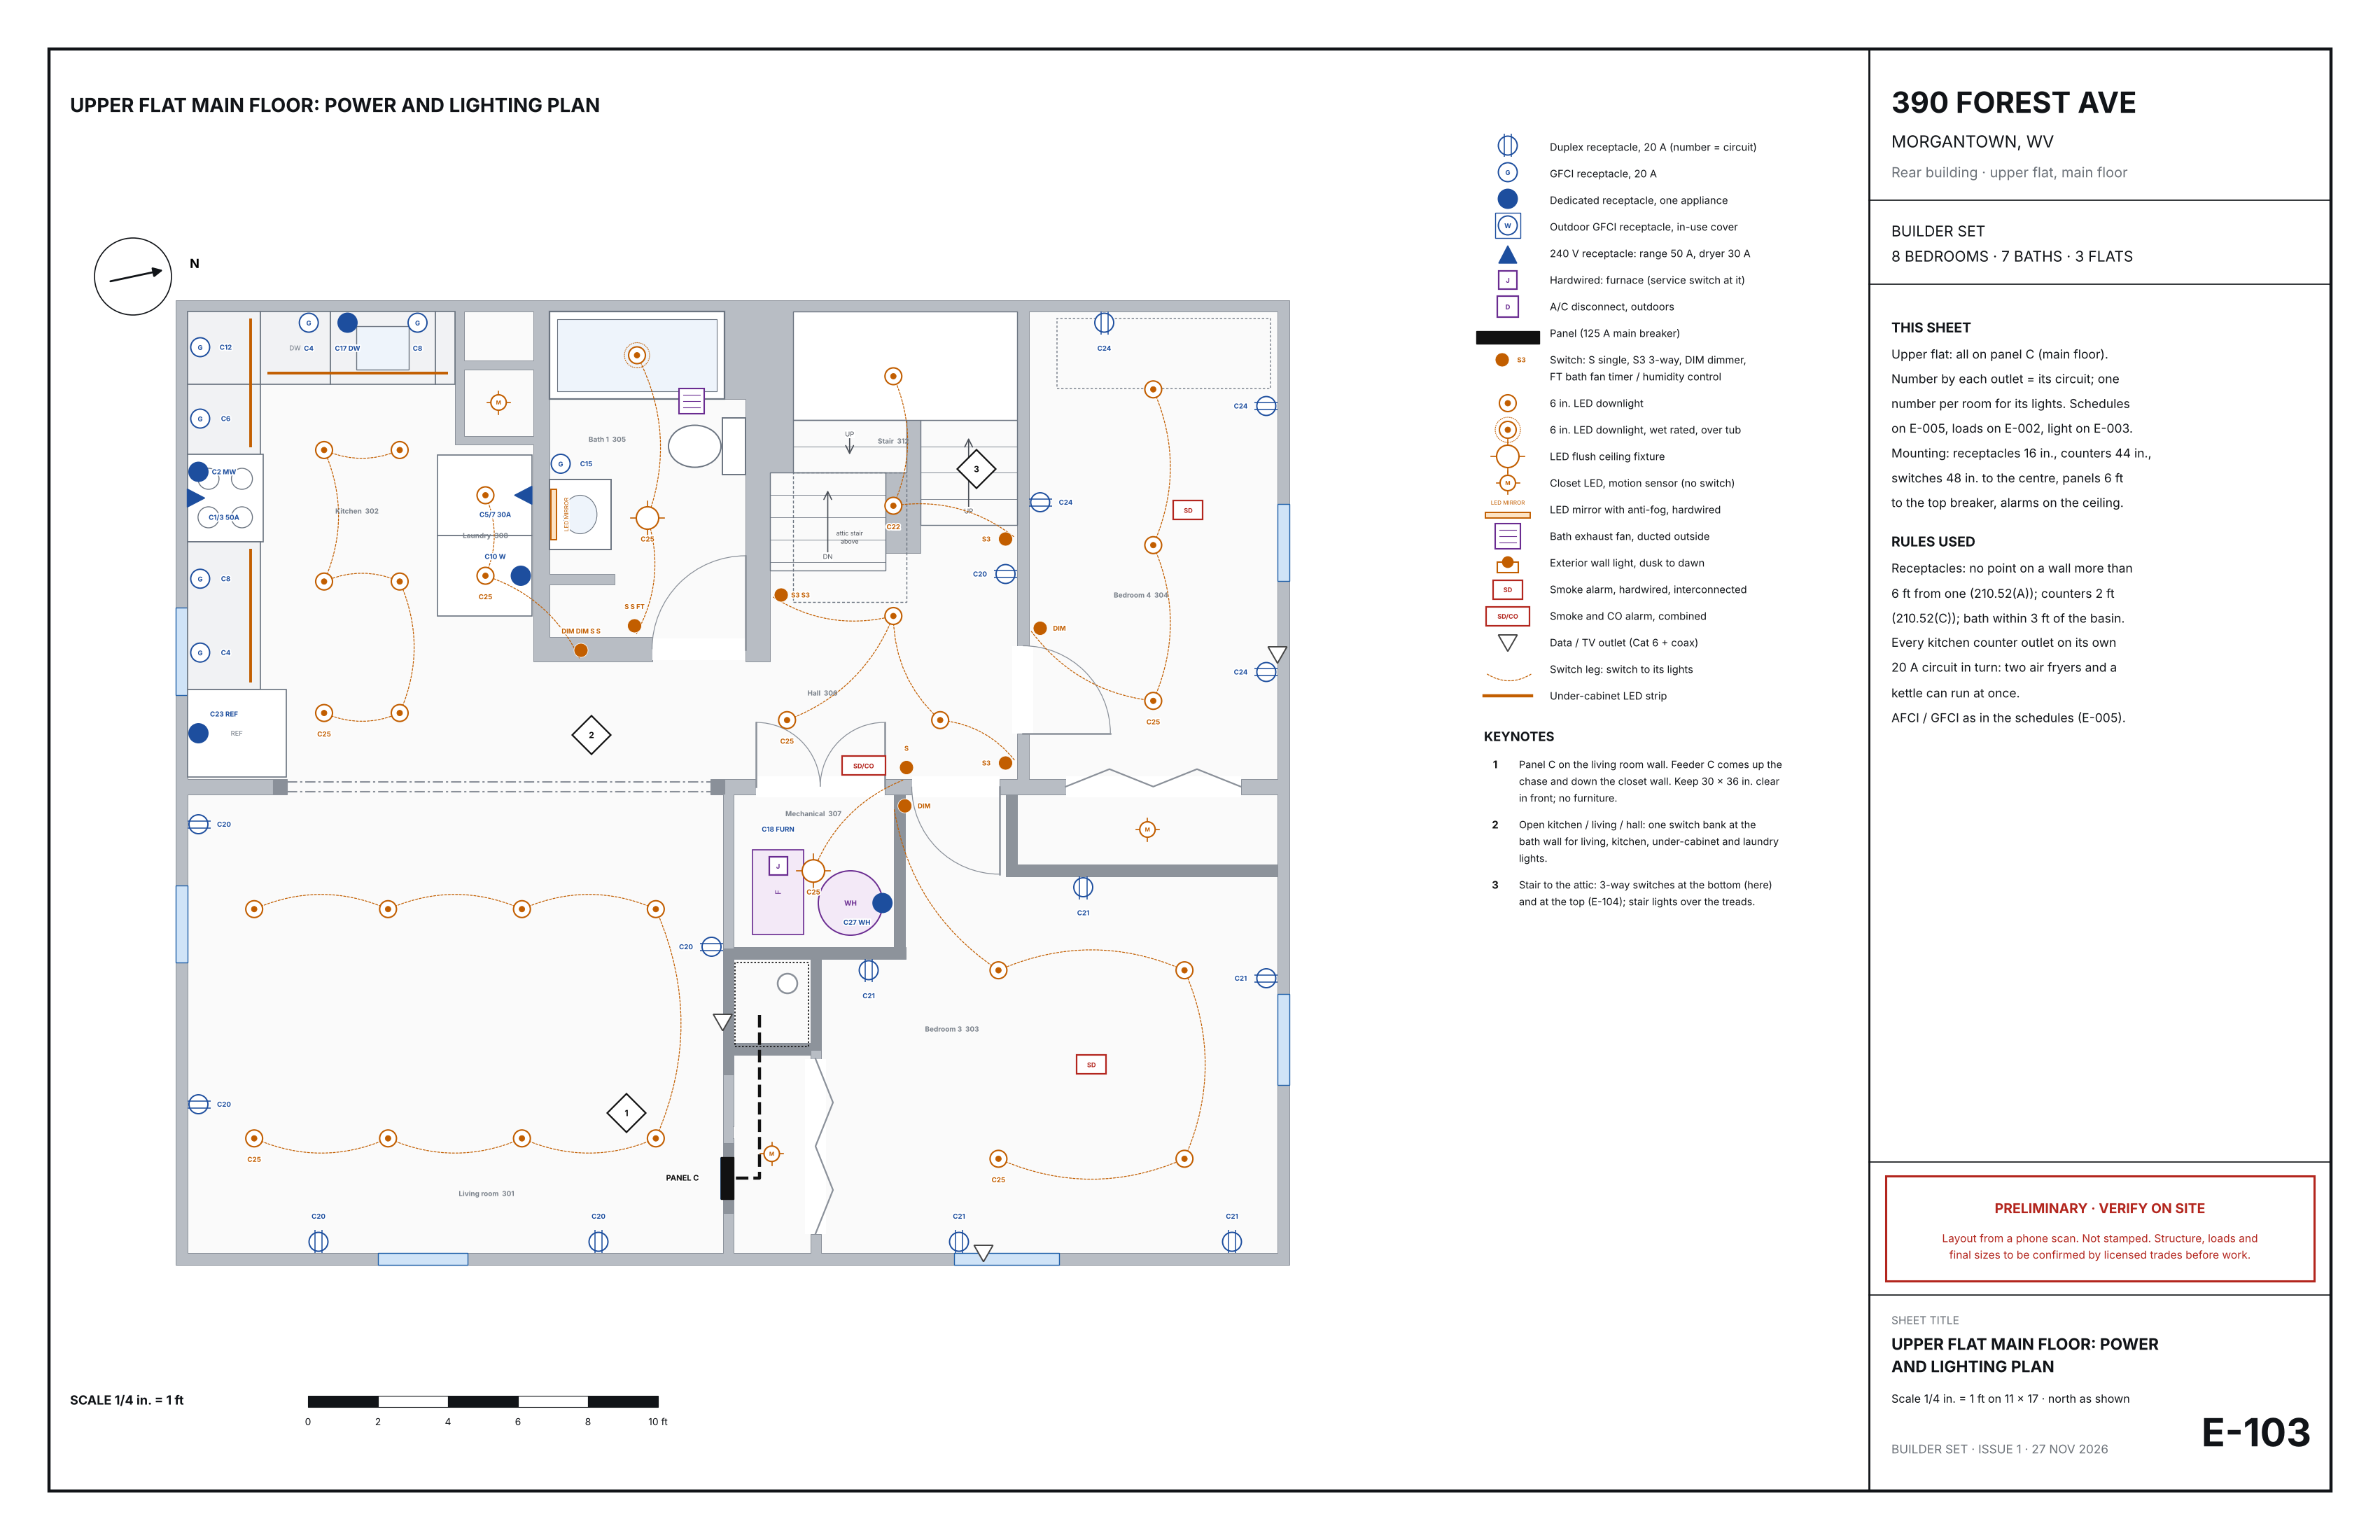 UPPER FLAT MAIN FLOOR: POWER AND LIGHTING PLAN
N
G
C12
G
DW
C4
C17 DW
G
C8
G
C6
C2 MW
C1/3 50A
G
C8
G
C4
C23 REF
REF
Kitchen 302
C25
M
C5/7 30A
Laundry 308
C10 W
C25
DIM DIM S S
Bath 1 305
G
C15
LED MIRROR
C25
S S FT
UP
Stair 312
attic stair
above
DN
C22
3
UP
S3
C20
S3 S3
Hall 306
C25
SD/CO
S
S3
2
C24
C24
C24
SD
Bedroom 4 304
DIM
C24
C25
C20
C20
C20
C25
C20
C20
Living room 301
1
PANEL C
Mechanical 307
C18 FURN
J
F
C25
WH
C27 WH
DIM
M
C21
C21
C21
Bedroom 3 303
SD
M
C25
C21
C21
SCALE 1/4 in. = 1 ft
0
2
4
6
8
10 ft
Duplex receptacle, 20 A (number = circuit)
G
GFCI receptacle, 20 A
Dedicated receptacle, one appliance
W
Outdoor GFCI receptacle, in-use cover
240 V receptacle: range 50 A, dryer 30 A
J
Hardwired: furnace (service switch at it)
D
A/C disconnect, outdoors
Panel (125 A main breaker)
S3
Switch: S single, S3 3-way, DIM dimmer,
FT bath fan timer / humidity control
6 in. LED downlight
6 in. LED downlight, wet rated, over tub
LED flush ceiling fixture
M
Closet LED, motion sensor (no switch)
LED MIRROR
LED mirror with anti-fog, hardwired
Bath exhaust fan, ducted outside
Exterior wall light, dusk to dawn
SD
Smoke alarm, hardwired, interconnected
SD/CO
Smoke and CO alarm, combined
Data / TV outlet (Cat 6 + coax)
Switch leg: switch to its lights
Under-cabinet LED strip
KEYNOTES
1 Panel C on the living room wall. Feeder C comes up the
chase and down the closet wall. Keep 30 × 36 in. clear
in front; no furniture.
2 Open kitchen / living / hall: one switch bank at the
bath wall for living, kitchen, under-cabinet and laundry
lights.
3 Stair to the attic: 3-way switches at the bottom (here)
and at the top (E-104); stair lights over the treads.
390 FOREST AVE
MORGANTOWN, WV
Rear building · upper flat, main floor
BUILDER SET
8 BEDROOMS · 7 BATHS · 3 FLATS
THIS SHEET
Upper flat: all on panel C (main floor).
Number by each outlet = its circuit; one
number per room for its lights. Schedules
on E-005, loads on E-002, light on E-003.
Mounting: receptacles 16 in., counters 44 in.,
switches 48 in. to the centre, panels 6 ft
to the top breaker, alarms on the ceiling.
RULES USED
Receptacles: no point on a wall more than
6 ft from one (210.52(A)); counters 2 ft
(210.52(C)); bath within 3 ft of the basin.
Every kitchen counter outlet on its own
20 A circuit in turn: two air fryers and a
kettle can run at once.
AFCI / GFCI as in the schedules (E-005).
PRELIMINARY · VERIFY ON SITE
Layout from a phone scan. Not stamped. Structure, loads and
final sizes to be confirmed by licensed trades before work.
SHEET TITLE
UPPER FLAT MAIN FLOOR: POWER
AND LIGHTING PLAN
Scale 1/4 in. = 1 ft on 11 × 17 · north as shown
BUILDER SET · ISSUE 1 · 27 NOV 2026
E-103